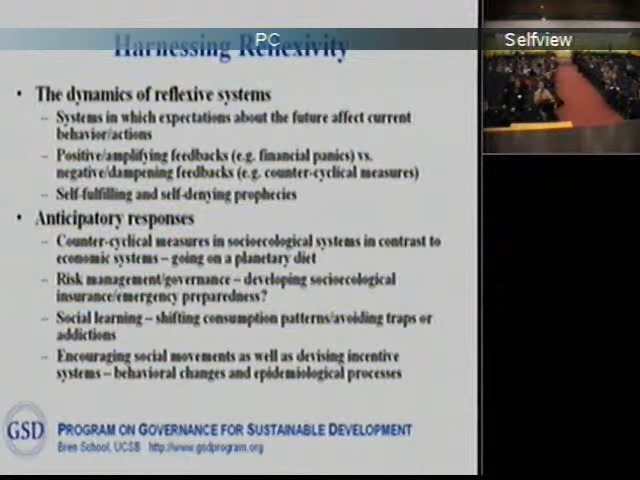 PC
Selfview
Harnessing Reflexivity
• The dynamics of reflexive systems
– Systems in which expectations about the future affect current
behavior/actions
– Positive/amplifying feedbacks (e.g. financial panics) vs.
negative/dampening feedbacks (e.g. counter-cyclical measures)
– Self-fulfilling and self-denying prophecies
• Anticipatory responses
– Counter-cyclical measures in socioecological systems in contrast to
economic systems – going on a planetary diet
– Risk management/governance – developing socioecological
insurance/emergency preparedness?
– Social learning – shifting consumption patterns/avoiding traps or
addictions
– Encouraging social movements as well as devising incentive
systems – behavioral changes and epidemiological processes
GSD
PROGRAM ON GOVERNANCE FOR SUSTAINABLE DEVELOPMENT
Bren School, UCSB http://www.gsdprogram.org